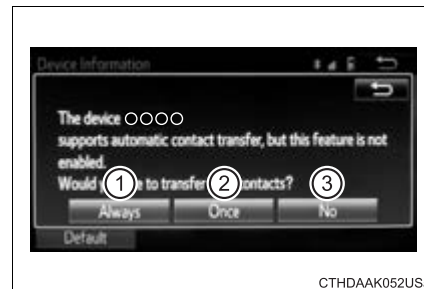 Device Information
The device ○○○○
supports automatic contact transfer, but this feature is not
enabled.
Would to transfer contacts?
1 2 3
Always Once No
Default
CTHDAAK052US